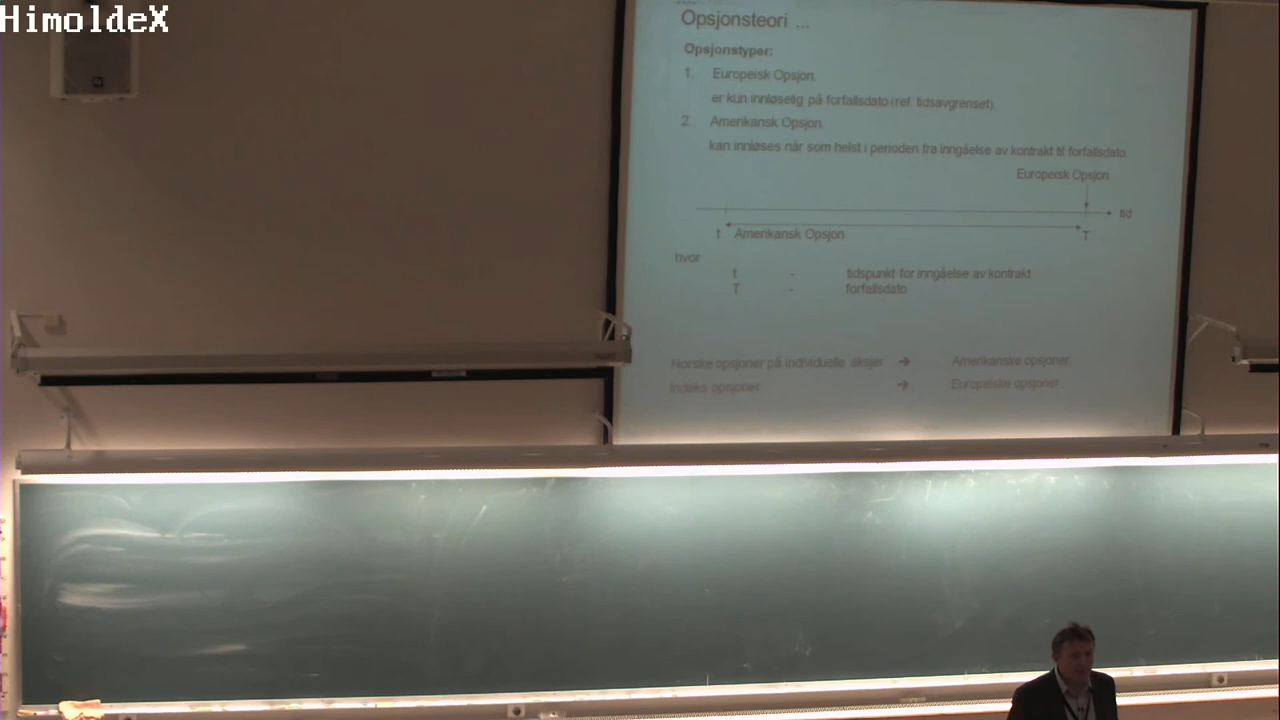 HimoldeX
Opsjonsteori ...
Opsjonstyper:
1. Europeisk Opsjon.
er kun innløselig på forfallsdato (ref. tidsavgrenset).
2. Amerikansk Opsjon.
kan innløses når som helst i perioden fra inngåelse av kontrakt til forfallsdato.
Europeisk Opsjon
tid
t Amerikansk Opsjon T
hvor
t - tidspunkt for inngåelse av kontrakt
T - forfallsdato
Norske opsjoner på individuelle aksjer → Amerikanske opsjoner
Indeks opsjoner → Europeiske opsjoner